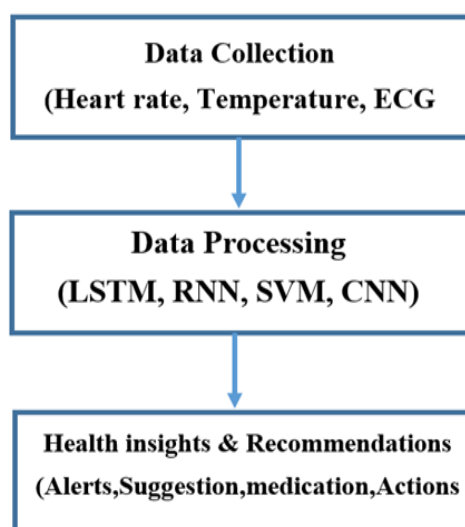 Data Collection
(Heart rate, Temperature, ECG
Data Processing
(LSTM, RNN, SVM, CNN)
Health insights & Recommendations
(Alerts,Suggestion,medication,Actions